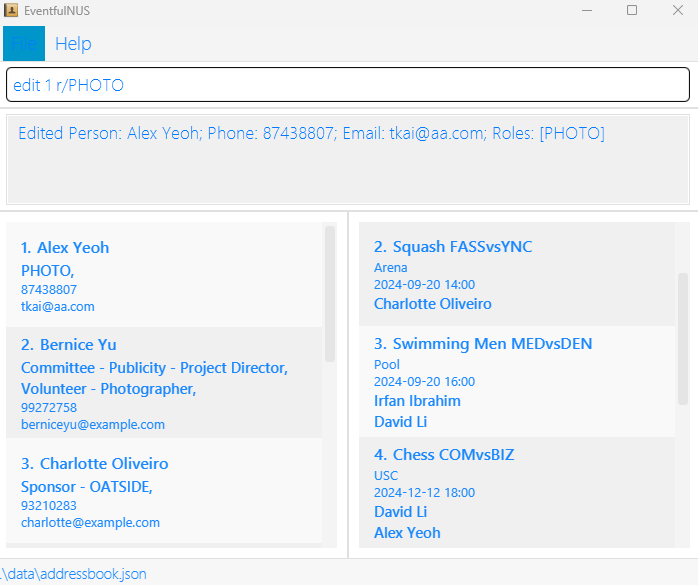 EventfulNUS
File Help
edit 1 r/PHOTO
Edited Person: Alex Yeoh; Phone: 87438807; Email: tkai@aa.com; Roles: [PHOTO]
1. Alex Yeoh
PHOTO,
87438807
tkai@aa.com
2. Bernice Yu
Committee - Publicity - Project Director,
Volunteer - Photographer,
99272758
berniceyu@example.com
3. Charlotte Oliveiro
Sponsor - OATSIDE,
93210283
charlotte@example.com
2. Squash FASSvsYNC
Arena
2024-09-20 14:00
Charlotte Oliveiro
3. Swimming Men MEDvsDEN
Pool
2024-09-20 16:00
Irfan Ibrahim
David Li
4. Chess COMvsBIZ
USC
2024-12-12 18:00
David Li
Alex Yeoh
.\data\addressbook.json